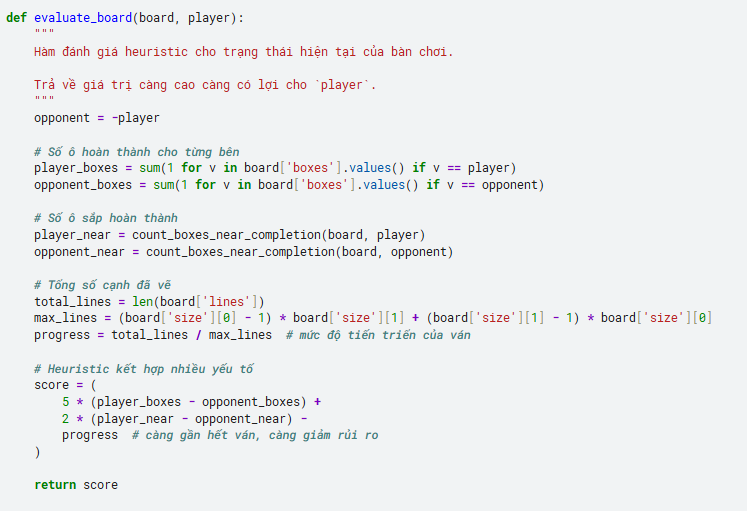 def evaluate_board(board, player):
    """
    Hàm đánh giá heuristic cho trạng thái hiện tại của bàn chơi.

    Trả về giá trị càng cao càng có lợi cho `player`.
    """
    opponent = -player

    # Số ô hoàn thành cho từng bên
    player_boxes = sum(1 for v in board['boxes'].values() if v == player)
    opponent_boxes = sum(1 for v in board['boxes'].values() if v == opponent)

    # Số ô sắp hoàn thành
    player_near = count_boxes_near_completion(board, player)
    opponent_near = count_boxes_near_completion(board, opponent)

    # Tổng số cạnh đã vẽ
    total_lines = len(board['lines'])
    max_lines = (board['size'][0] - 1) * board['size'][1] + (board['size'][1] - 1) * board['size'][0]
    progress = total_lines / max_lines  # mức độ tiến triển của ván

    # Heuristic kết hợp nhiều yếu tố
    score = (
        5 * (player_boxes - opponent_boxes) +
        2 * (player_near - opponent_near) -
        progress  # càng gần hết ván, càng giảm rủi ro
    )

    return score